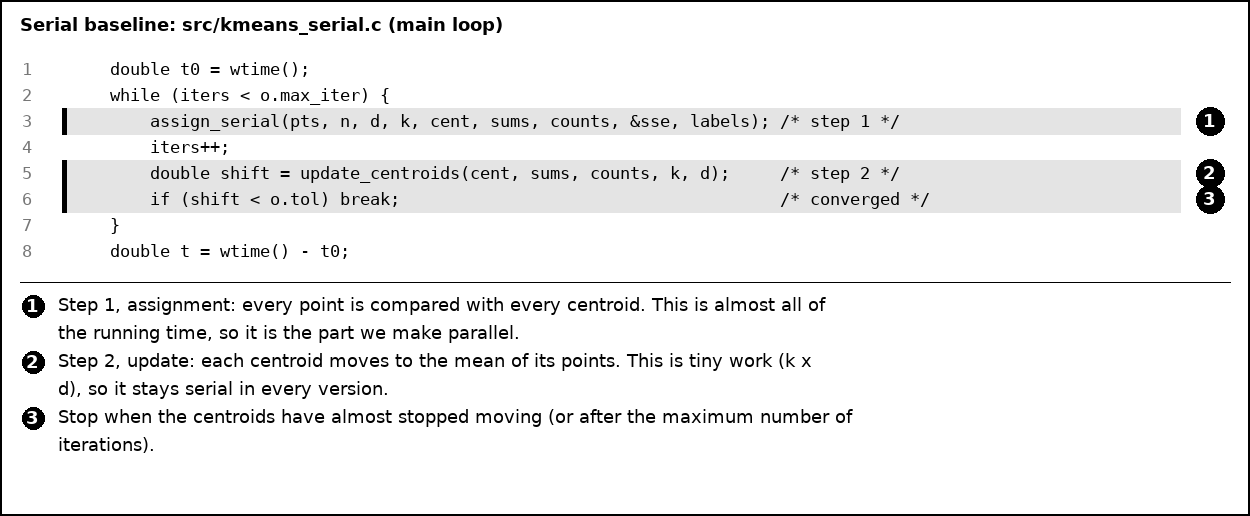 Serial baseline: src/kmeans_serial.c (main loop)
1 double t0 = wtime();
2 while (iters < o.max_iter) {
3 assign_serial(pts, n, d, k, cent, sums, counts, &sse, labels); /* step 1 */ 1
4 iters++;
5 double shift = update_centroids(cent, sums, counts, k, d); /* step 2 */ 2
6 if (shift < o.tol) break; /* converged */ 3
7 }
8 double t = wtime() - t0;
1 Step 1, assignment: every point is compared with every centroid. This is almost all of
the running time, so it is the part we make parallel.
2 Step 2, update: each centroid moves to the mean of its points. This is tiny work (k x
d), so it stays serial in every version.
3 Stop when the centroids have almost stopped moving (or after the maximum number of
iterations).